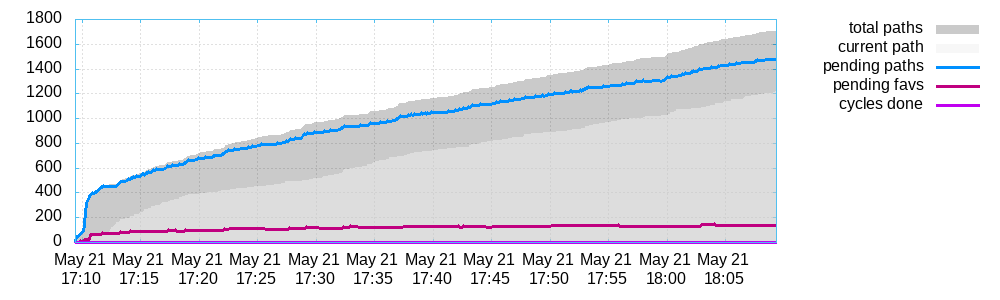 1800
1600
1400
1200
1000
800
600
400
200
0
May 21 May 21 May 21 May 21 May 21 May 21 May 21 May 21 May 21 May 21 May 21 May 21
17:10 17:15 17:20 17:25 17:30 17:35 17:40 17:45 17:50 17:55 18:00 18:05
total paths
current path
pending paths
pending favs
cycles done